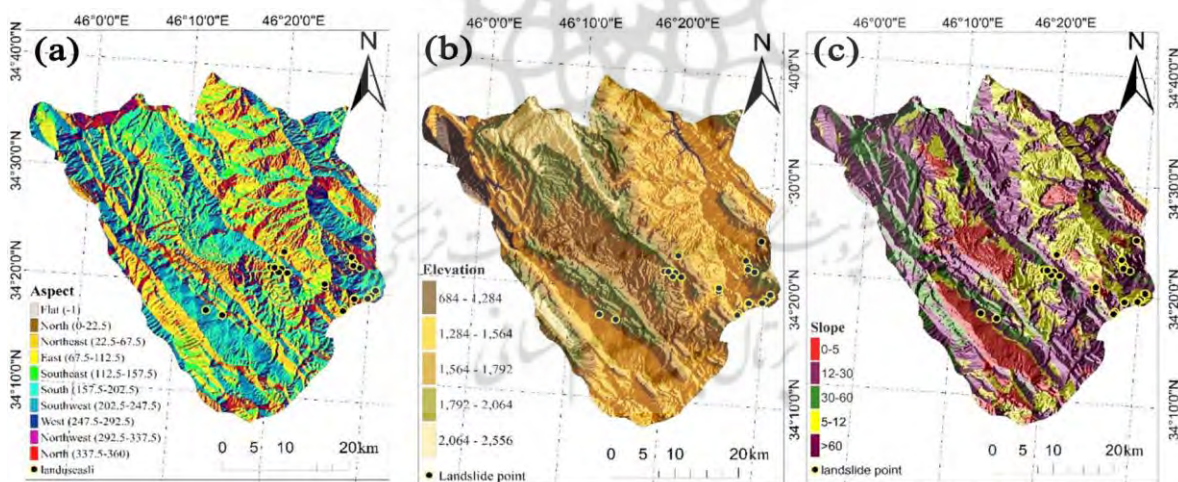 46°0'0"E 46°10'0"E 46°20'0"E
(a)
N
34°40'0"N
34°30'0"N
34°20'0"N
34°10'0"N
Aspect
Flat (-1)
North (0-22.5)
Northeast (22.5-67.5)
East (67.5-112.5)
Southeast (112.5-157.5)
South (157.5-202.5)
Southwest (202.5-247.5)
West (247.5-292.5)
Northwest (292.5-337.5)
North (337.5-360)
0 5 10 20km
46°0'0"E 46°10'0"E 46°20'0"E
(b)
N
34°20'0"N
34°10'0"N
Elevation
684 - 1,284
1,284 - 1,564
1,564 - 1,792
1,792 - 2,064
2,064 - 2,556
Landslide point
0 5 10 20km
46°0'0"E 46°10'0"E 46°20'0"E
(c)
N
34°40'0"N
34°30'0"N
34°20'0"N
34°10'0"N
Slope
0-5
12-30
30-60
5-12
>60
landslide point
0 5 10 20km